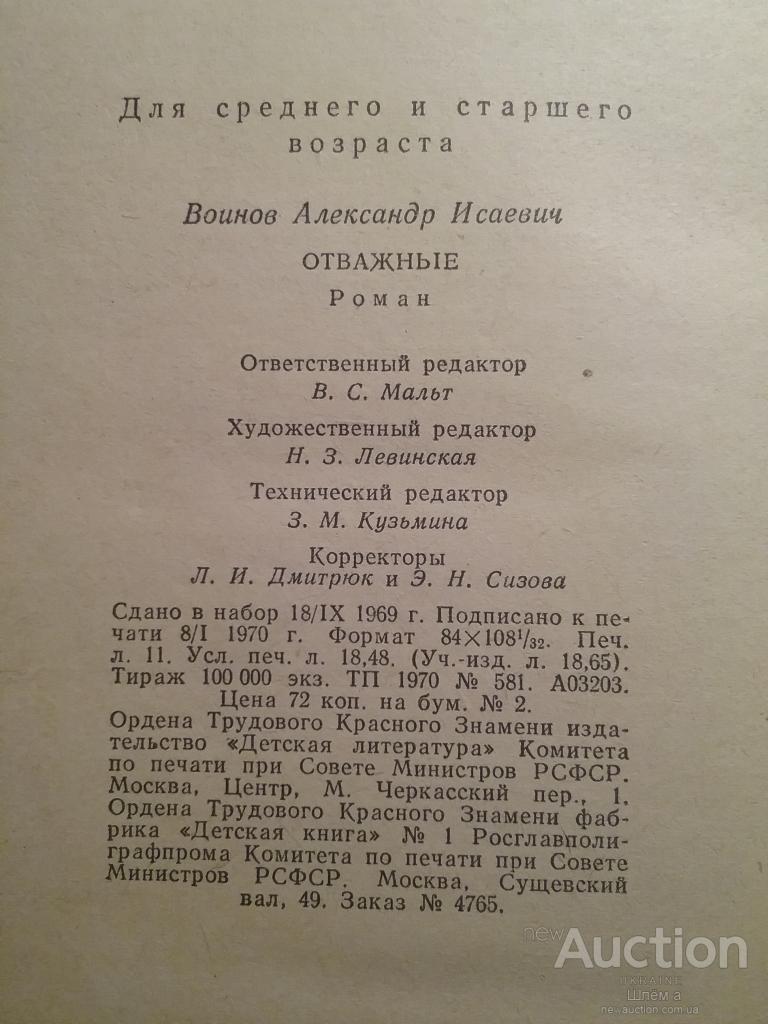 Для среднего и старшего
возраста
Воинов Александр Исаевич
ОТВАЖНЫЕ
Роман
Ответственный редактор
В. С. Мальт
Художественный редактор
Н. З. Левинская
Технический редактор
З. М. Кузьмина
Корректоры
Л. И. Дмитрюк и Э. Н. Сизова
Сдано в набор 18/IX 1969 г. Подписано к пе-
чати 8/I 1970 г. Формат 84×108¹/₃₂. Печ.
л. 11. Усл. печ. л. 18,48. (Уч.-изд. л. 18,65).
Тираж 100 000 экз. ТП 1970 № 581. А03203.
Цена 72 коп. на бум. № 2.
Ордена Трудового Красного Знамени изда-
тельство «Детская литература» Комитета
по печати при Совете Министров РСФСР.
Москва, Центр, М. Черкасский пер., 1.
Ордена Трудового Красного Знамени фаб-
рика «Детская книга» № 1 Росглавполи-
графпрома Комитета по печати при Совете
Министров РСФСР. Москва, Сущевский
вал, 49. Заказ № 4765.
newAuction
UKRAINE
Шлём а
newauction.com.ua